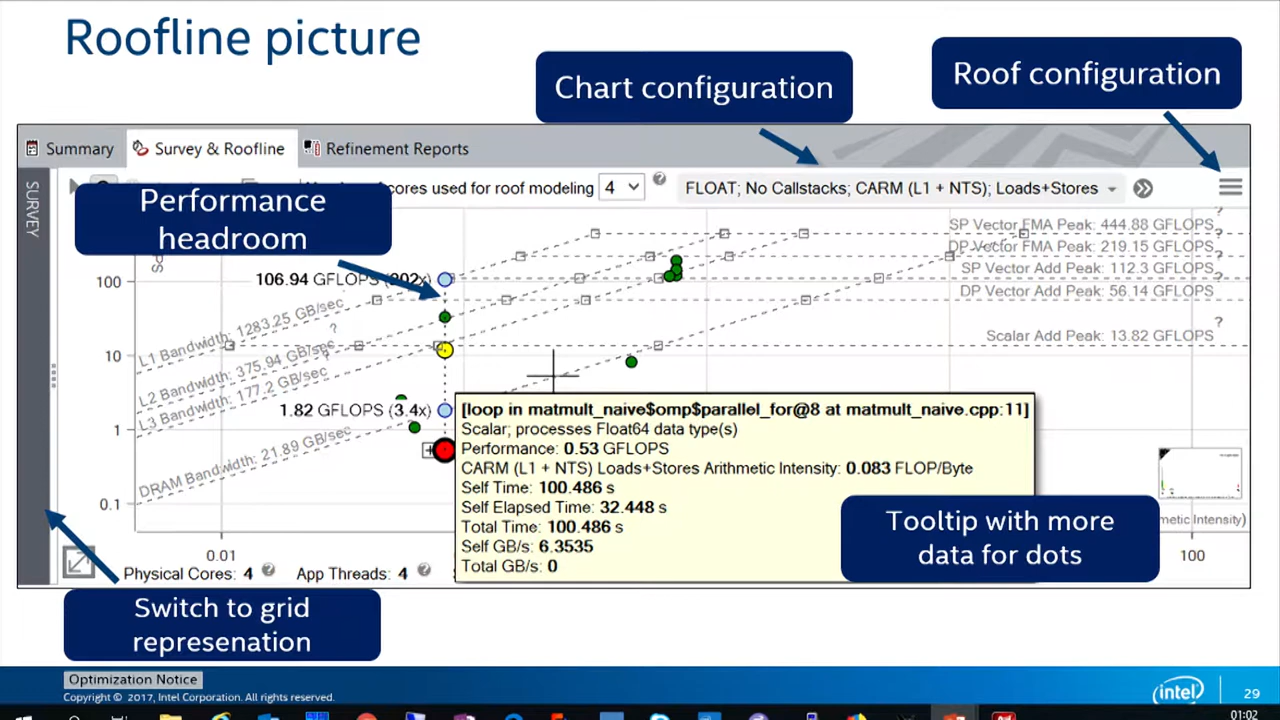 Roofline picture
Chart configuration
Roof configuration
Summary
Survey & Roofline
Refinement Reports
SURVEY
cores used for roof modeling
4
FLOAT; No Callstacks; CARM (L1 + NTS); Loads+Stores
Performance
headroom
SP Vector FMA Peak: 444.88 GFLOPS
?
DP Vector FMA Peak: 219.15 GFLOPS
?
SP Vector Add Peak: 112.3 GFLOPS
?
DP Vector Add Peak: 56.14 GFLOPS
?
Scalar Add Peak: 13.82 GFLOPS
?
106.94 GFLOPS (202x)
100
10
1
0.1
L1 Bandwidth: 1283.25 GB/sec
L2 Bandwidth: 375.94 GB/sec
?
L3 Bandwidth: 177.2 GB/sec
DRAM Bandwidth: 21.89 GB/sec
1.82 GFLOPS (3.4x)
[loop in matmult_naive$omp$parallel_for@8 at matmult_naive.cpp:11]
Scalar; processes Float64 data type(s)
Performance: 0.53 GFLOPS
CARM (L1 + NTS) Loads+Stores Arithmetic Intensity: 0.083 FLOP/Byte
Self Time: 100.486 s
Self Elapsed Time: 32.448 s
Total Time: 100.486 s
Self GB/s: 6.3535
Total GB/s: 0
Tooltip with more
data for dots
Intensity)
0.01
100
Physical Cores: 4
App Threads: 4
Switch to grid
represenation
Optimization Notice
Copyright © 2017, Intel Corporation. All rights reserved.
intel
29
01:02